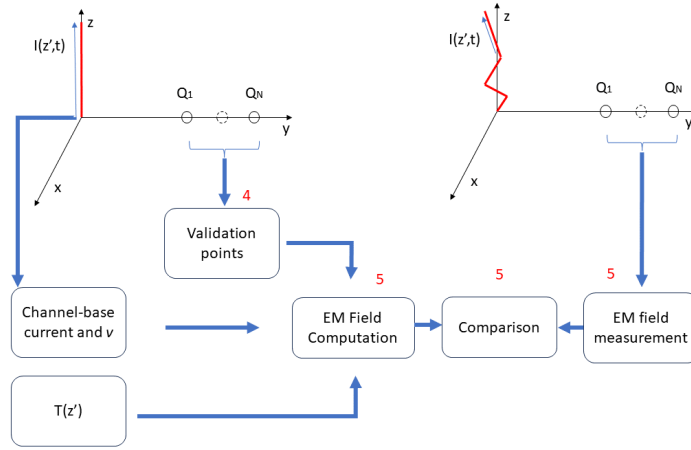 z
I(z’,t)
Q1
QN
y
x
z
I(z’,t)
Q1
QN
y
x
4
Validation
points
5
5
5
Channel-base
current and v
EM Field
Computation
Comparison
EM field
measurement
T(z’)